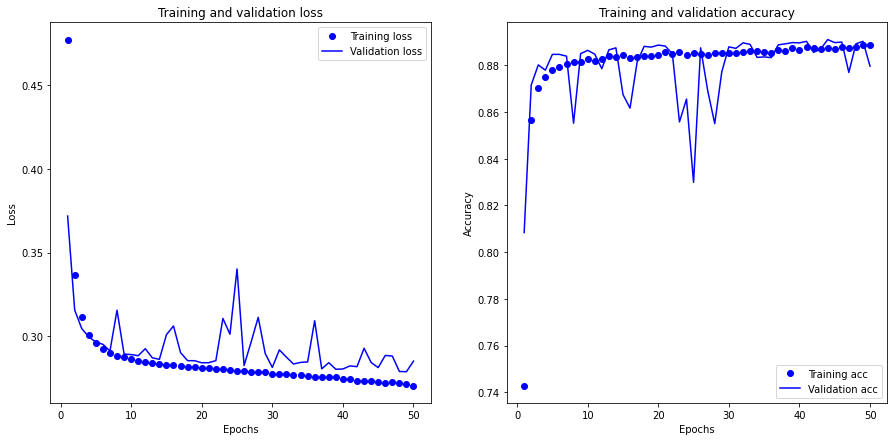 Training and validation loss
Training loss
Validation loss
0.45
0.40
0.35
0.30
Loss
0
10
20
30
40
50
Epochs
Training and validation accuracy
0.88
0.86
0.84
0.82
0.80
0.78
0.76
0.74
Accuracy
Training acc
Validation acc
0
10
20
30
40
50
Epochs